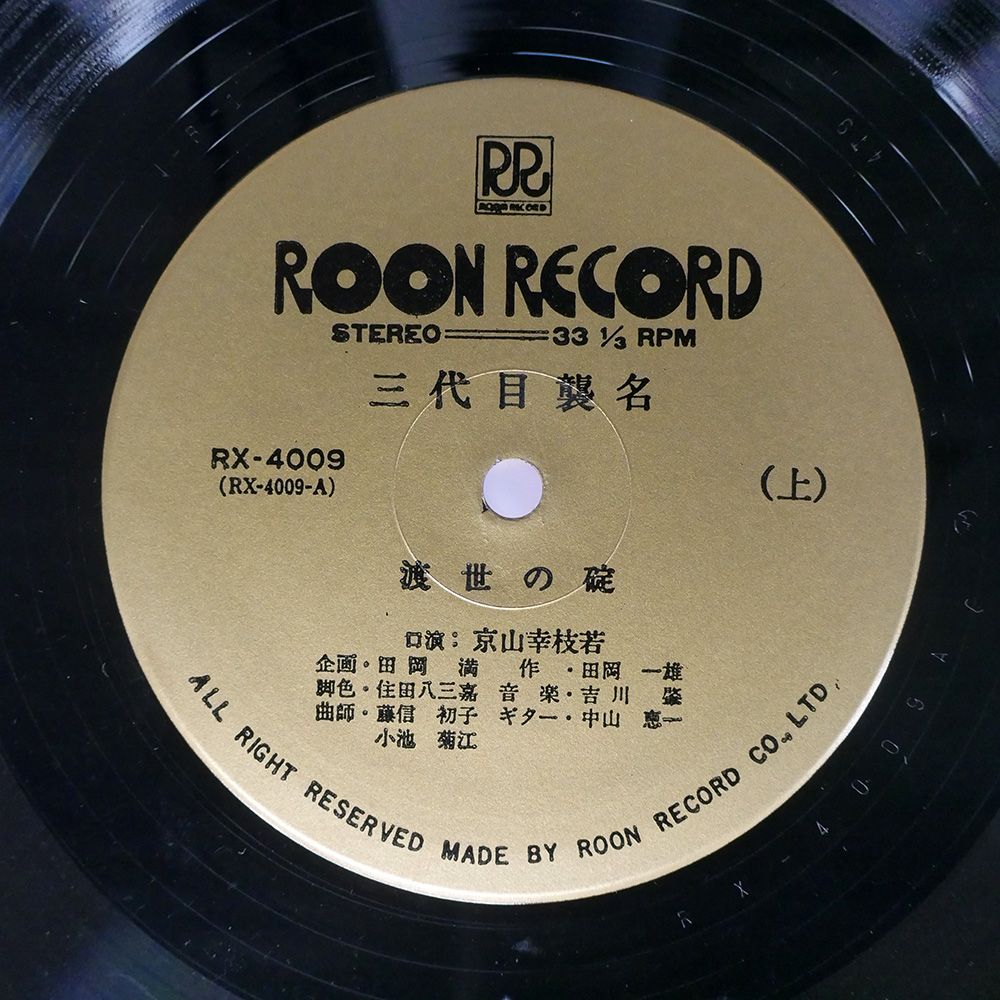 ROON RECORD
ROON RECORD
STEREO 33 1/3 RPM
三代目襲名
RX-4009
(RX-4009-A)
(上)
渡世の碇
口演:京山幸枝若
企画・田岡 満 作・田岡 一雄
脚色・住田八三嘉 音楽・吉川 肇
曲師・藤信 初子 ギター・中山 恵一
小池 菊江
ALL RIGHT RESERVED MADE BY ROON RECORD CO., LTD.